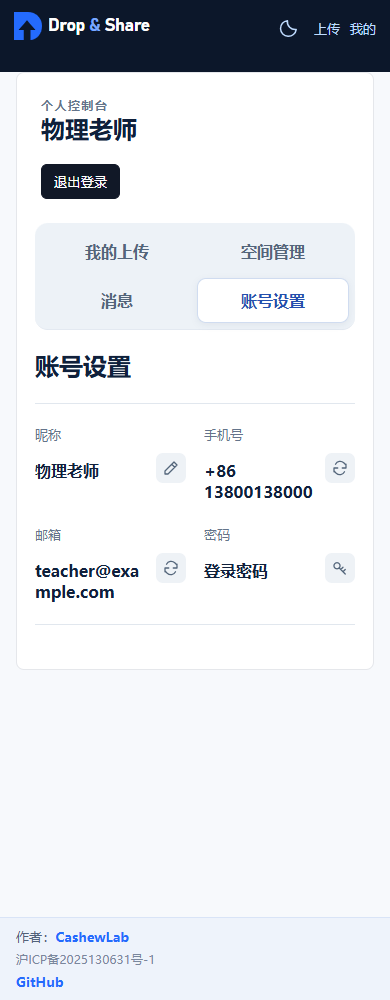 Drop & Share
上传 我的
个人控制台
物理老师
退出登录
我的上传 空间管理
消息 账号设置
账号设置
昵称 手机号
物理老师
+86
13800138000
邮箱 密码
teacher@exa
mple.com
登录密码
作者：CashewLab
沪ICP备2025130631号-1
GitHub